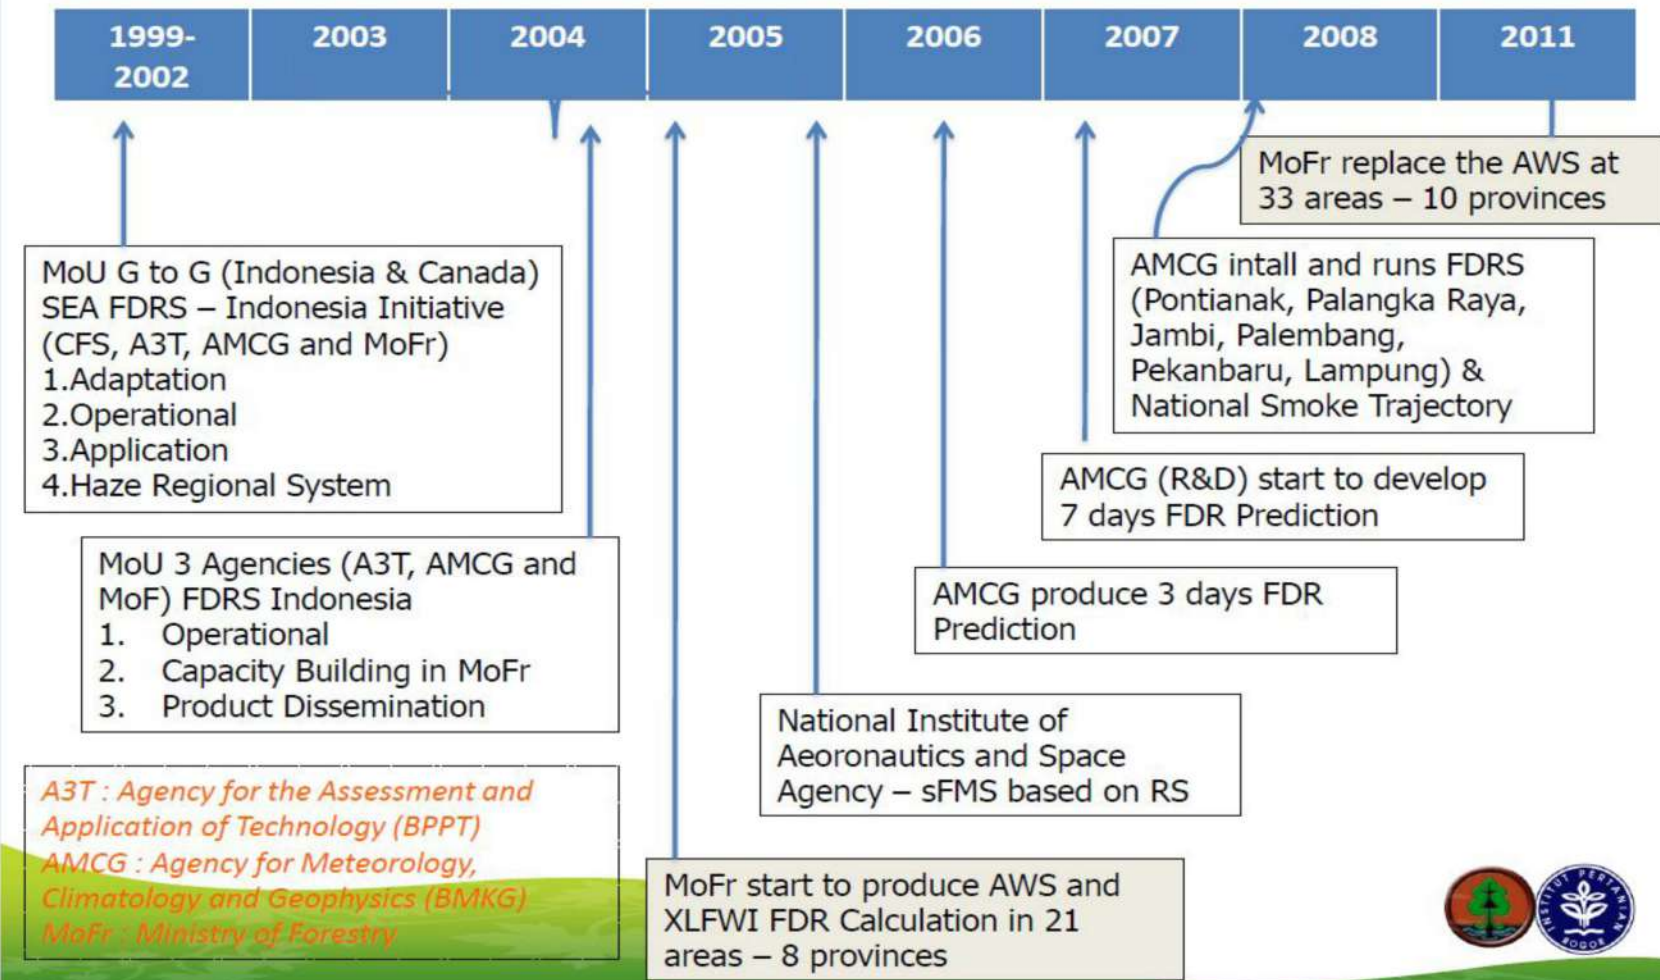 1999-
2002
2003
2004
2005
2006
2007
2008
2011
MoFr replace the AWS at
33 areas – 10 provinces
MoU G to G (Indonesia & Canada)
SEA FDRS – Indonesia Initiative
(CFS, A3T, AMCG and MoFr)
1.Adaptation
2.Operational
3.Application
4.Haze Regional System
AMCG intall and runs FDRS
(Pontianak, Palangka Raya,
Jambi, Palembang,
Pekanbaru, Lampung) &
National Smoke Trajectory
AMCG (R&D) start to develop
7 days FDR Prediction
MoU 3 Agencies (A3T, AMCG and
MoF) FDRS Indonesia
1. Operational
2. Capacity Building in MoFr
3. Product Dissemination
AMCG produce 3 days FDR
Prediction
National Institute of
Aeoronautics and Space
Agency – sFMS based on RS
A3T : Agency for the Assessment and
Application of Technology (BPPT)
AMCG : Agency for Meteorology,
Climatology and Geophysics (BMKG)
MoFr : Ministry of Forestry
MoFr start to produce AWS and
XLFWI FDR Calculation in 21
areas – 8 provinces
INSTITUT PERTANIAN
BOGOR